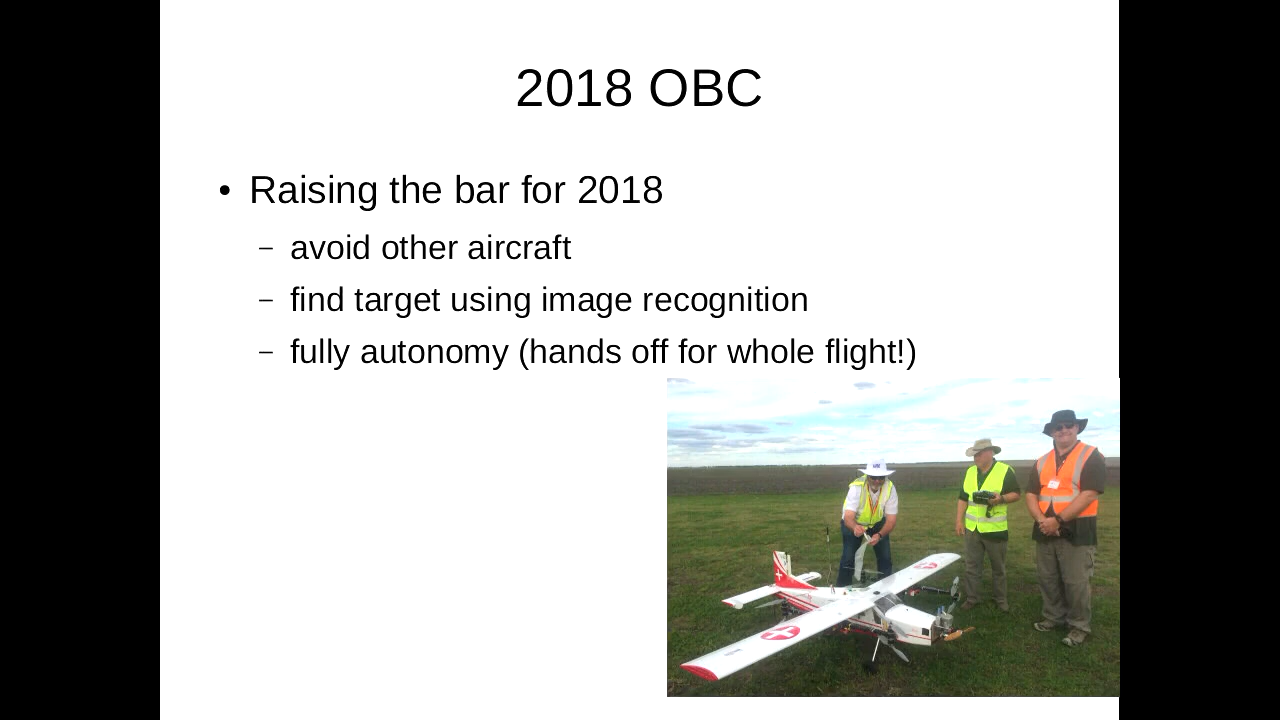 2018 OBC
• Raising the bar for 2018
– avoid other aircraft
– find target using image recognition
– fully autonomy (hands off for whole flight!)